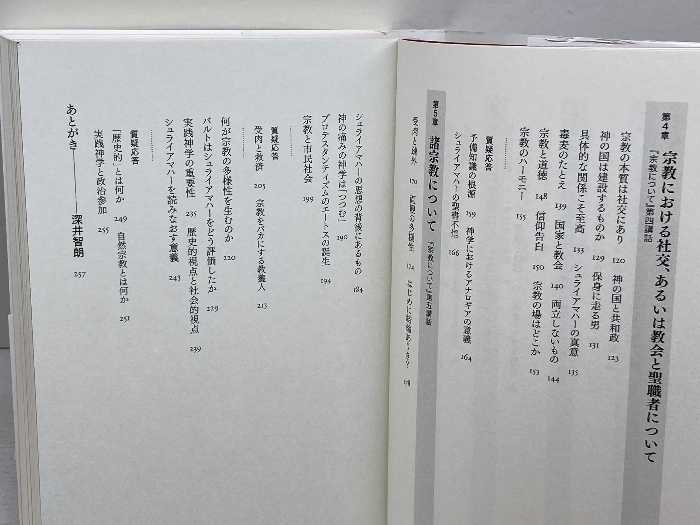 第4章 宗教における社交、あるいは教会と聖職者について
『宗教について』第四講話
宗教の本質は社交にあり 120 神の国と共和政 123
神の国は建設するものか 129 保身に走る男 131
具体的な関係こそ至高 133 シュライアマハーの真意 135
毒麦のたとえ 139 国家と教会 140 両立しないもの 144
宗教と道徳 148 信仰告白 150 宗教の場はどこか 153
宗教のハーモニー 155
質疑応答
予備知識の根源 159 神学におけるアナロギアの意義 164
シュライアマハーの聖書不信 166
第5章 諸宗教について 『宗教について』第五講話
受肉と疎外 170
シュライアマハーの思想の背後にあるもの 184
神の痛みの神学は「つつむ」 190
プロテスタンティズムのエートスの誕生 194
宗教と市民社会 199
質疑応答
受肉と救済 205 宗教をバカにする教養人 213
何が宗教の多様性を生むのか 220
バルトはシュライアマハーをどう評価したか 229
実践神学の重要性 235 歴史的視点と社会的視点 239
シュライアマハーを読みなおす意義 243
質疑応答
「歴史的」とは何か 249 自然宗教とは何か 251
実践神学と政治参加 255
あとがき――深井智朗 257